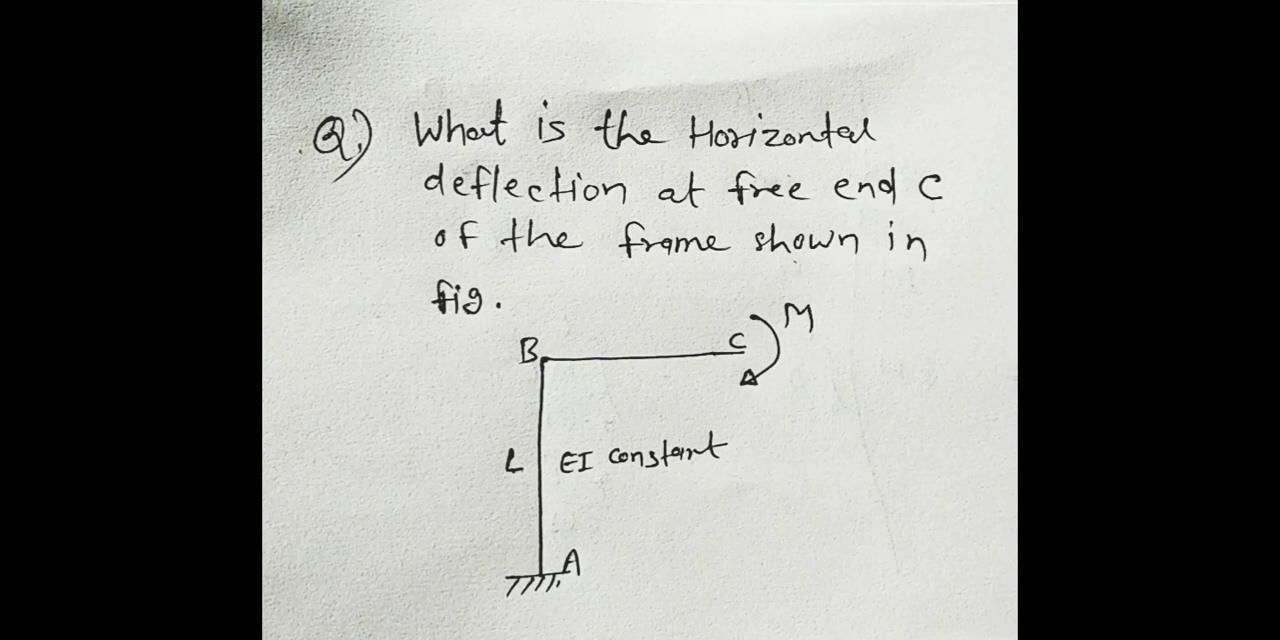 Q.) What is the Horizontal
deflection at free end C
of the frame shown in
fig.
M
B C
L EI constant
A